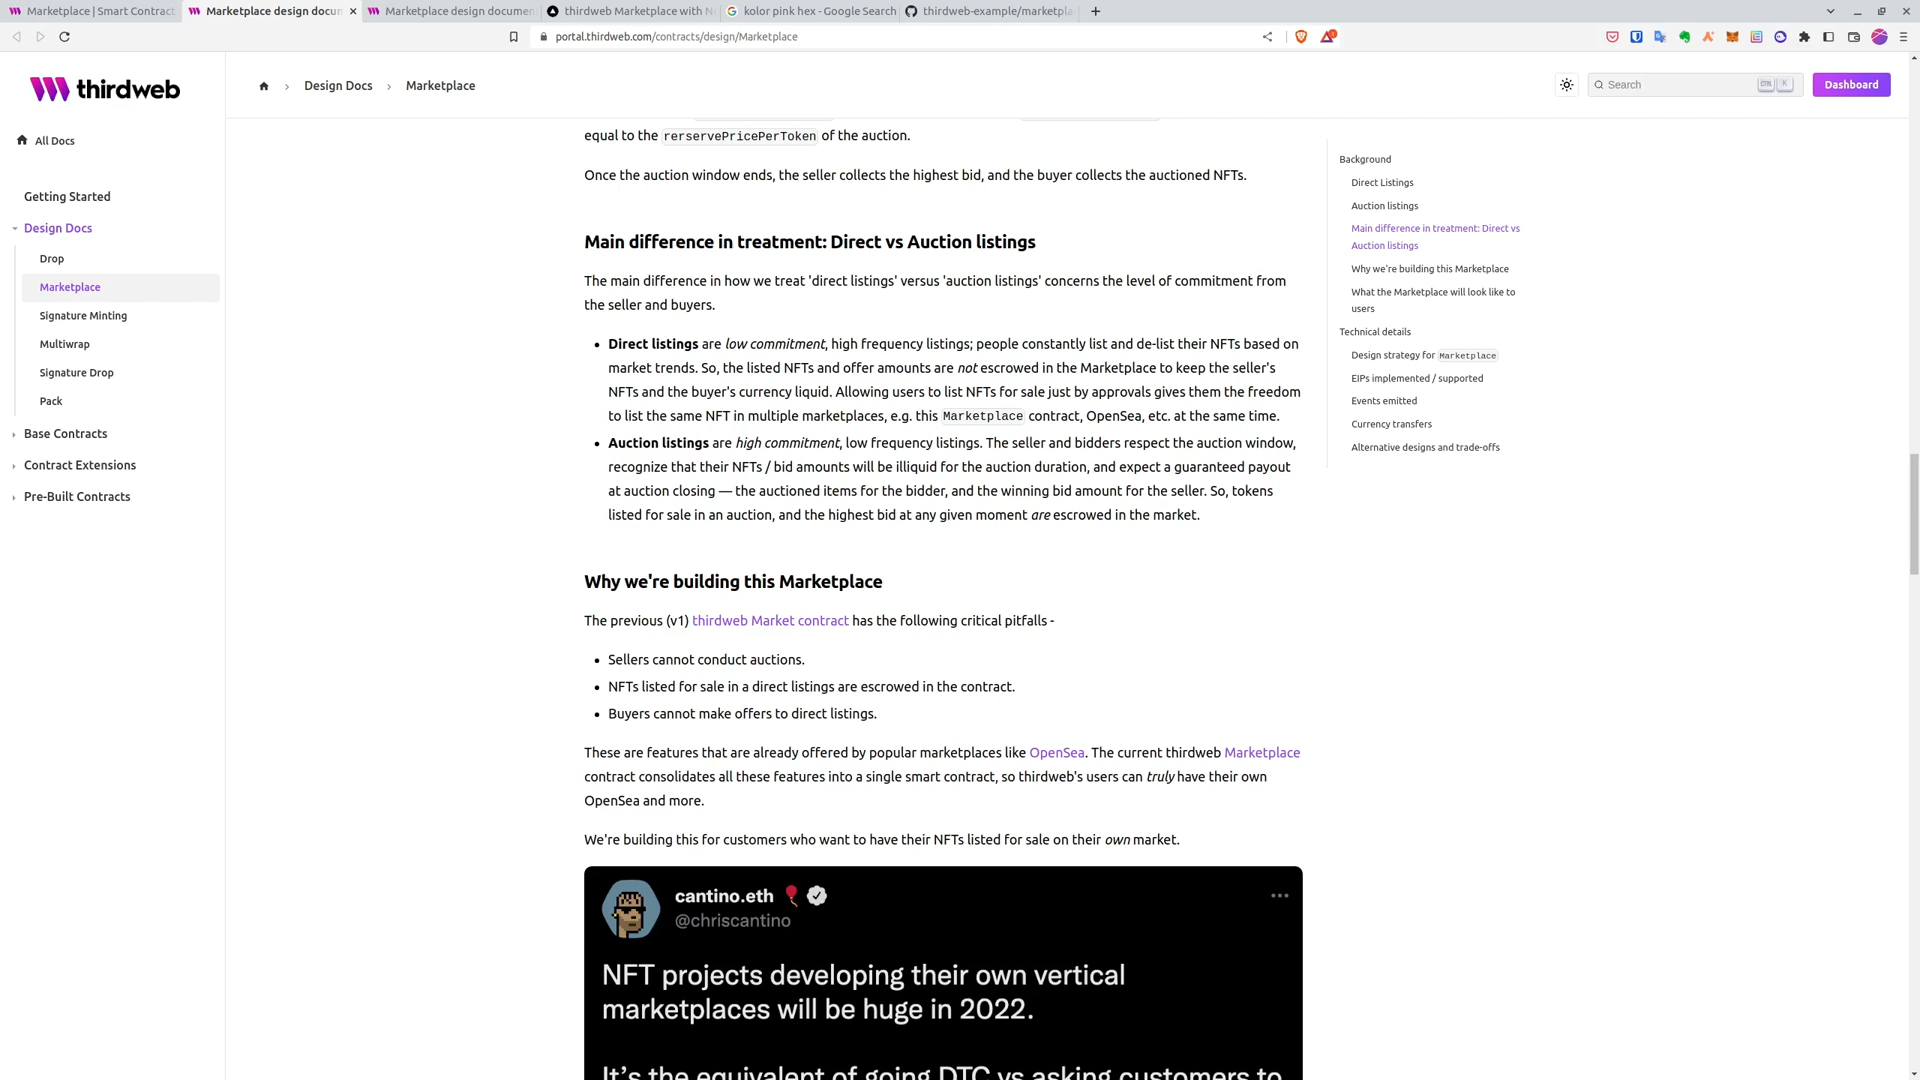 Marketplace | Smart Contract
Marketplace design docun
Marketplace design documen
thirdweb Marketplace with N
kolor pink hex - Google Search
thirdweb-example/marketpla
portal.thirdweb.com/contracts/design/Marketplace
thirdweb
Design Docs
Marketplace
Search
CTRL K
Dashboard
All Docs
Getting Started
Design Docs
Drop
Marketplace
Signature Minting
Multiwrap
Signature Drop
Pack
Base Contracts
Contract Extensions
Pre-Built Contracts
equal to the rerservePricePerToken of the auction.
Once the auction window ends, the seller collects the highest bid, and the buyer collects the auctioned NFTs.
Main difference in treatment: Direct vs Auction listings
The main difference in how we treat 'direct listings' versus 'auction listings' concerns the level of commitment from
the seller and buyers.
Direct listings are low commitment, high frequency listings; people constantly list and de-list their NFTs based on
market trends. So, the listed NFTs and offer amounts are not escrowed in the Marketplace to keep the seller's
NFTs and the buyer's currency liquid. Allowing users to list NFTs for sale just by approvals gives them the freedom
to list the same NFT in multiple marketplaces, e.g. this Marketplace contract, OpenSea, etc. at the same time.
Auction listings are high commitment, low frequency listings. The seller and bidders respect the auction window,
recognize that their NFTs / bid amounts will be illiquid for the auction duration, and expect a guaranteed payout
at auction closing — the auctioned items for the bidder, and the winning bid amount for the seller. So, tokens
listed for sale in an auction, and the highest bid at any given moment are escrowed in the market.
Why we're building this Marketplace
The previous (v1) thirdweb Market contract has the following critical pitfalls -
Sellers cannot conduct auctions.
NFTs listed for sale in a direct listings are escrowed in the contract.
Buyers cannot make offers to direct listings.
These are features that are already offered by popular marketplaces like OpenSea. The current thirdweb Marketplace
contract consolidates all these features into a single smart contract, so thirdweb's users can truly have their own
OpenSea and more.
We're building this for customers who want to have their NFTs listed for sale on their own market.
cantino.eth
@chriscantino
NFT projects developing their own vertical
marketplaces will be huge in 2022.
It's the equivalent of going DTC vs asking customers to
Background
Direct Listings
Auction listings
Main difference in treatment: Direct vs
Auction listings
Why we're building this Marketplace
What the Marketplace will look like to
users
Technical details
Design strategy for Marketplace
EIPs implemented / supported
Events emitted
Currency transfers
Alternative designs and trade-offs